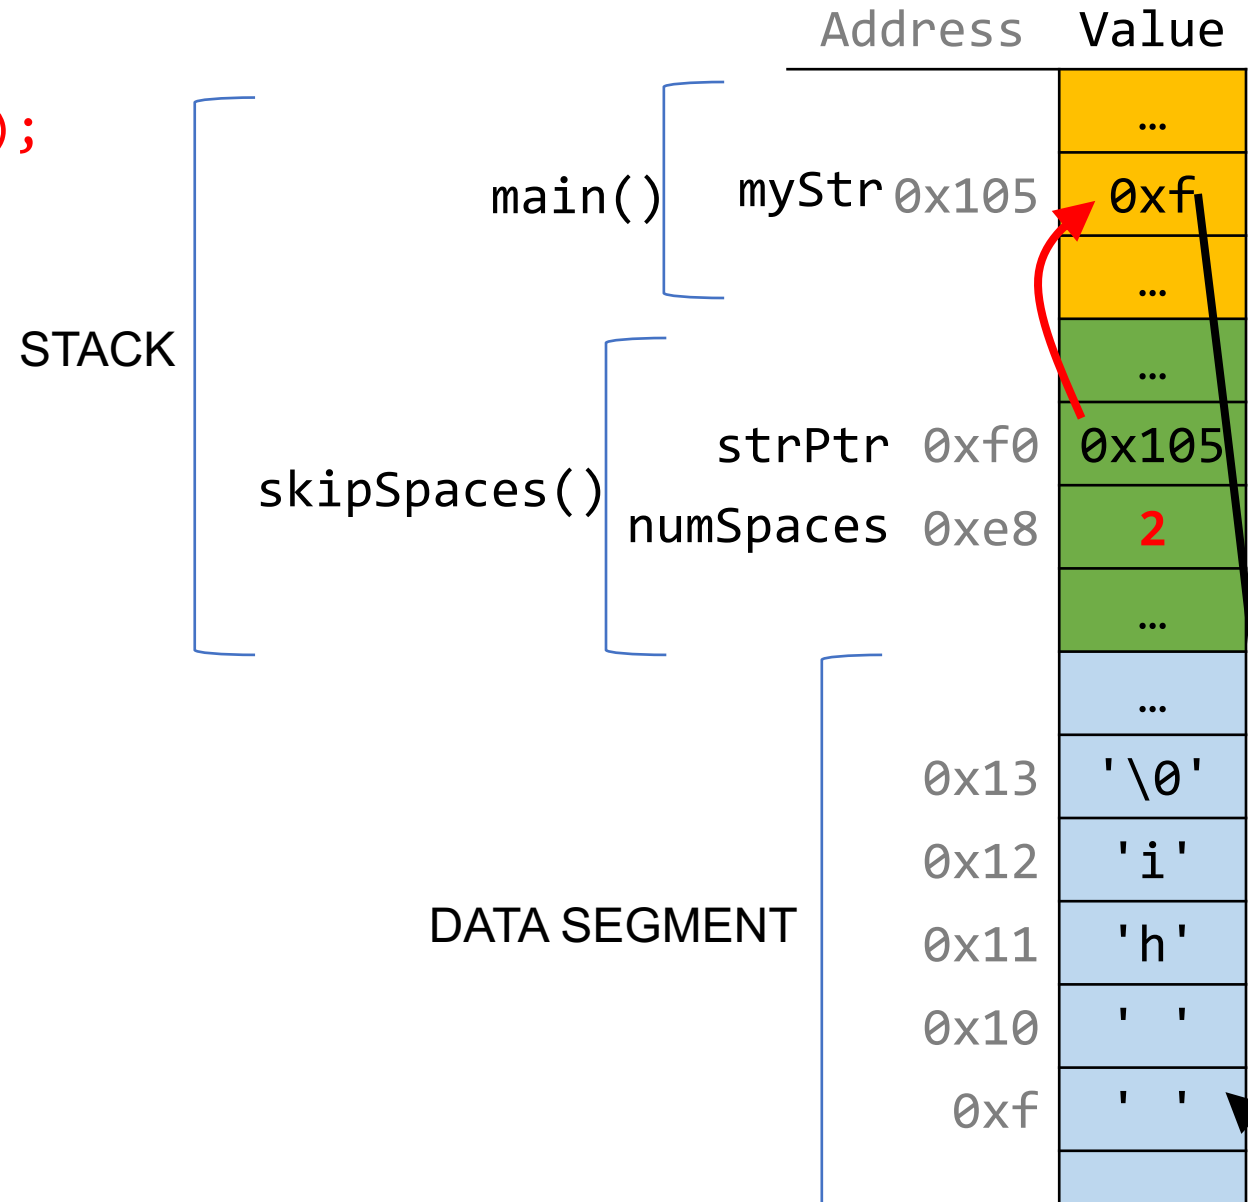 Address Value
…
);
main() myStr 0x105 0xf
…
STACK
…
strPtr 0xf0 0x105
skipSpaces()
numSpaces 0xe8 2
…
…
0x13 '\0'
0x12 'i'
DATA SEGMENT
0x11 'h'
0x10 ' '
0xf ' '